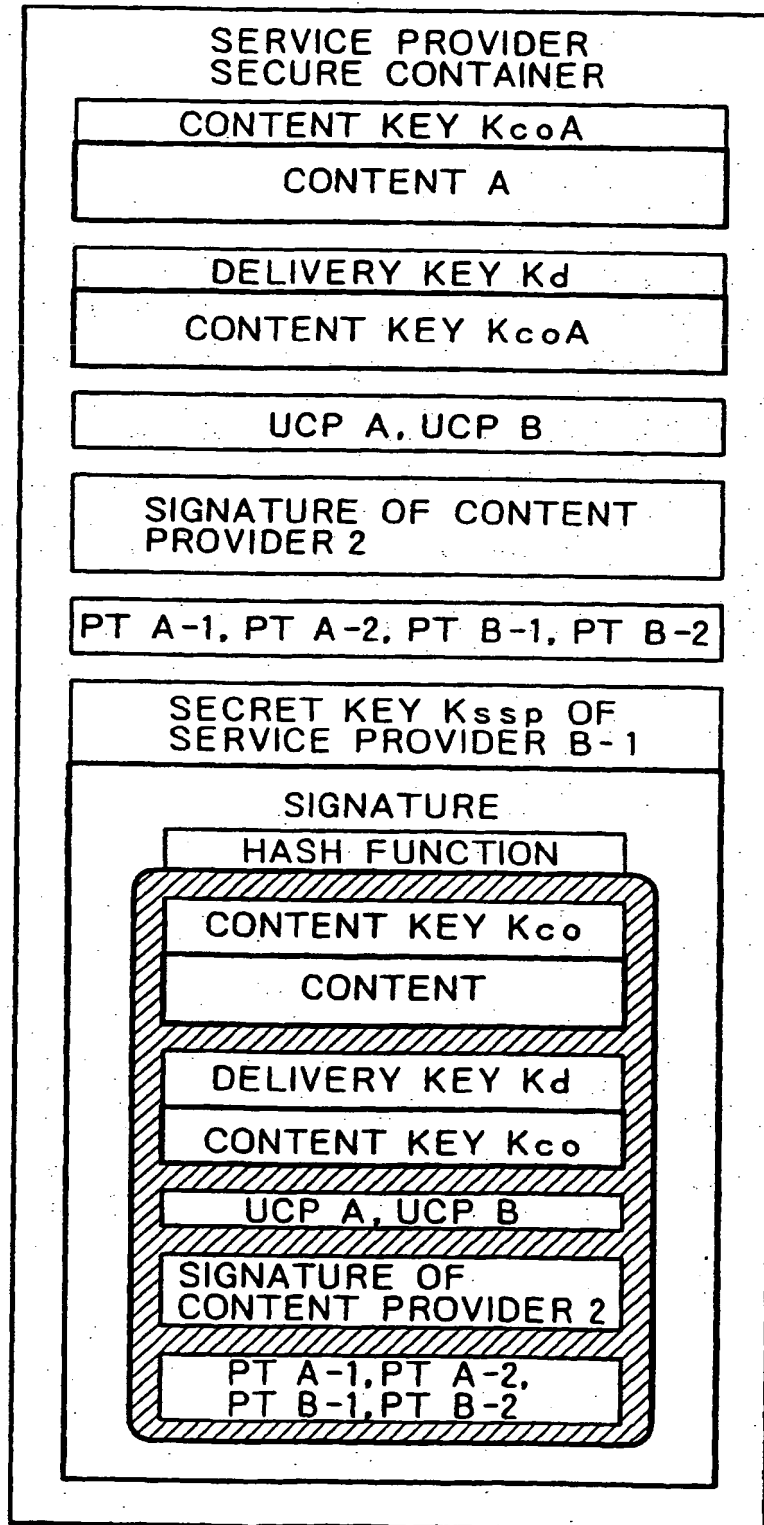 SERVICE PROVIDER
SECURE CONTAINER
CONTENT KEY KcoA
CONTENT A
DELIVERY KEY Kd
CONTENT KEY KcoA
UCP A, UCP B
SIGNATURE OF CONTENT
PROVIDER 2
PT A-1, PT A-2, PT B-1, PT B-2
SECRET KEY Kssp OF
SERVICE PROVIDER B-1
SIGNATURE
HASH FUNCTION
CONTENT KEY Kco
CONTENT
DELIVERY KEY Kd
CONTENT KEY Kco
UCP A, UCP B
SIGNATURE OF
CONTENT PROVIDER 2
PT A-1, PT A-2,
PT B-1, PT B-2